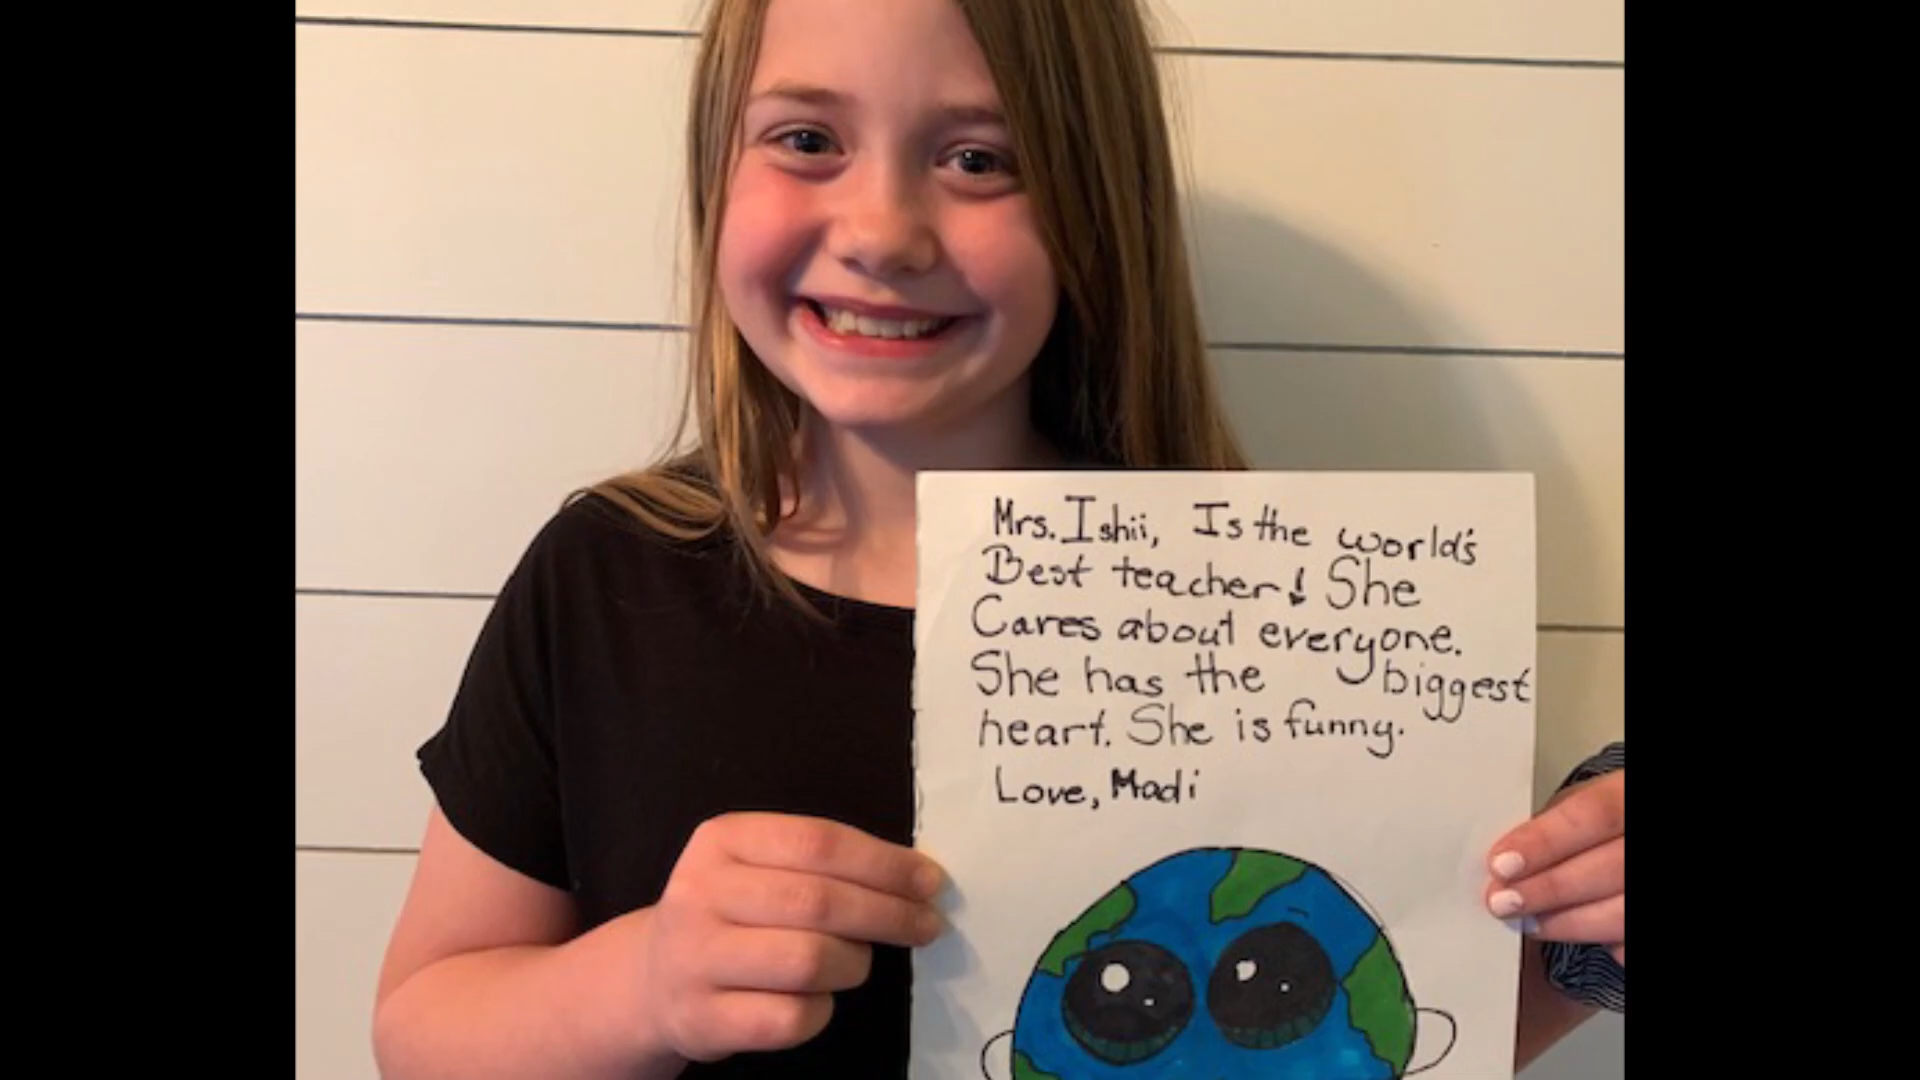 Mrs. Ishii, Is the world's
Best teacher! She
Cares about everyone.
She has the biggest
heart. She is funny.
Love, Madi